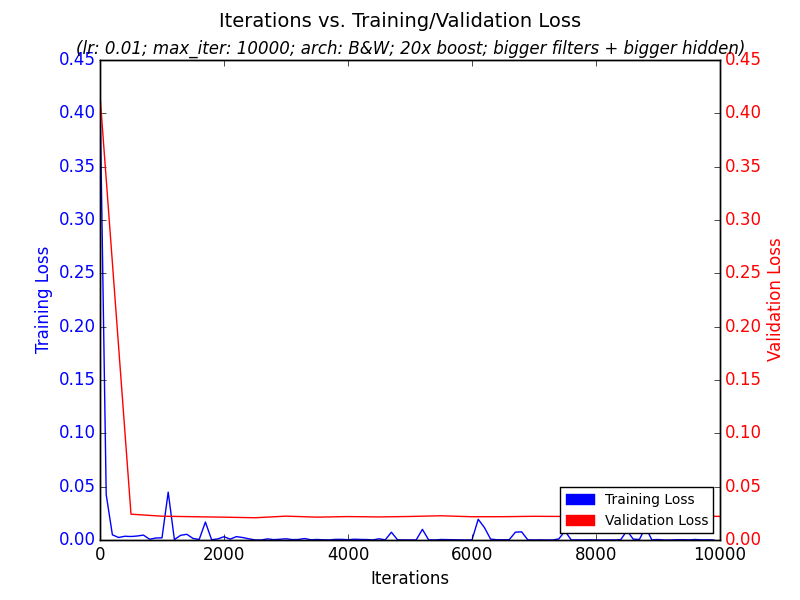 Iterations vs. Training/Validation Loss
(lr: 0.01; max_iter: 10000; arch: B&W; 20x boost; bigger filters + bigger hidden)
0.45 0.45
0.40 0.40
0.35 0.35
0.30 0.30
0.25 0.25
Training Loss
Validation Loss
0.20 0.20
0.15 0.15
0.10 0.10
0.05 0.05
Training Loss
Validation Loss
0.00 0.00
0 2000 4000 6000 8000 10000
Iterations